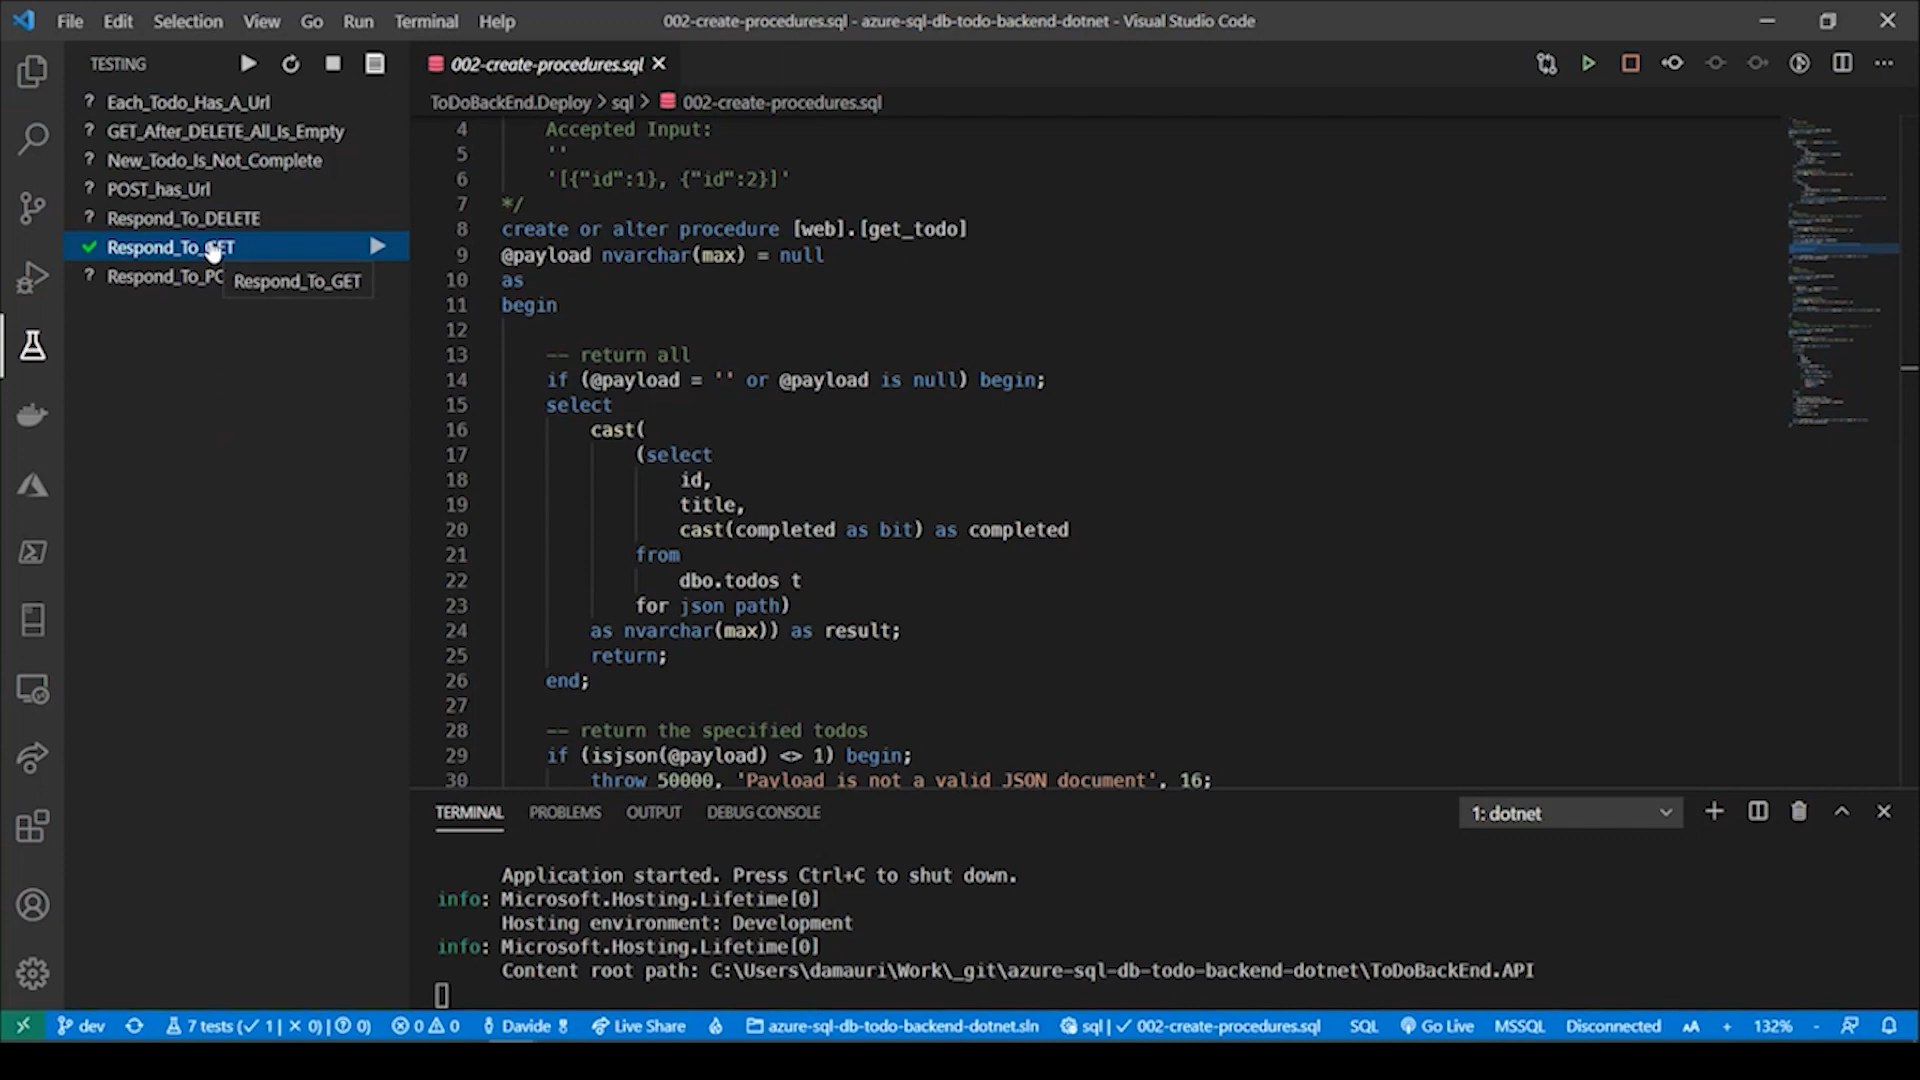 File Edit Selection View Go Run Terminal Help
002-create-procedures.sql - azure-sql-db-todo-backend-dotnet - Visual Studio Code
TESTING
Each_Todo_Has_A_Url
GET_After_DELETE_All_Is_Empty
New_Todo_Is_Not_Complete
POST_has_Url
Respond_To_DELETE
Respond_To_GET
Respond_To_PO
Respond_To_GET
002-create-procedures.sql
ToDoBackEnd.Deploy > sql > 002-create-procedures.sql
4 Accepted Input:
5 ''
6 '[{"id":1}, {"id":2}]'
7 */
8 create or alter procedure [web].[get_todo]
9 @payload nvarchar(max) = null
10 as
11 begin
12
13 -- return all
14 if (@payload = '' or @payload is null) begin;
15 select
16 cast(
17 (select
18 id,
19 title,
20 cast(completed as bit) as completed
21 from
22 dbo.todos t
23 for json path)
24 as nvarchar(max)) as result;
25 return;
26 end;
27
28 -- return the specified todos
29 if (isjson(@payload) <> 1) begin;
30 throw 50000, 'Payload is not a valid JSON document', 16;
TERMINAL PROBLEMS OUTPUT DEBUG CONSOLE
1: dotnet
Application started. Press Ctrl+C to shut down.
info: Microsoft.Hosting.Lifetime[0]
Hosting environment: Development
info: Microsoft.Hosting.Lifetime[0]
Content root path: C:\Users\damauri\Work\_git\azure-sql-db-todo-backend-dotnet\ToDoBackEnd.API
dev 7 tests (✓ 1 | ✕ 0) | ? 0) 0 0 Davide Live Share azure-sql-db-todo-backend-dotnet.sln sql | ✓ 002-create-procedures.sql SQL Go Live MSSQL Disconnected AA + 132% -